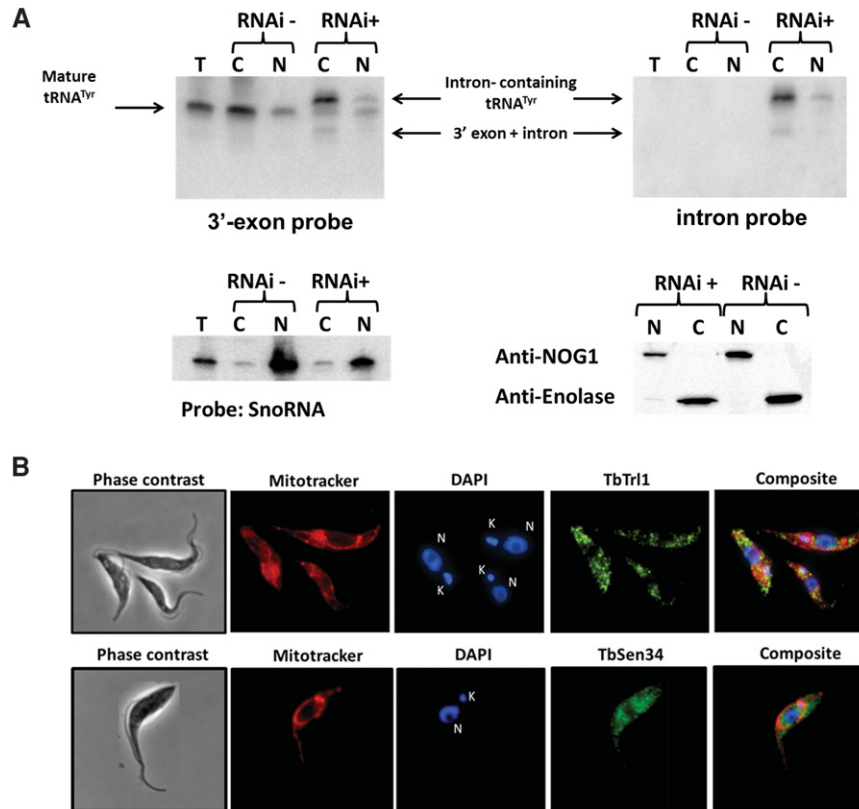 A
RNAi - RNAi+
T C N C N
Mature
tRNATyr
Intron- containing
tRNATyr
3' exon + intron
3'-exon probe
RNAi - RNAi+
T C N C N
intron probe
RNAi - RNAi+
T C N C N
Probe: SnoRNA
RNAi + RNAi -
N C N C
Anti-NOG1
Anti-Enolase
B
Phase contrast Mitotracker DAPI TbTrl1 Composite
N K N K K N
Phase contrast Mitotracker DAPI TbSen34 Composite
K
N